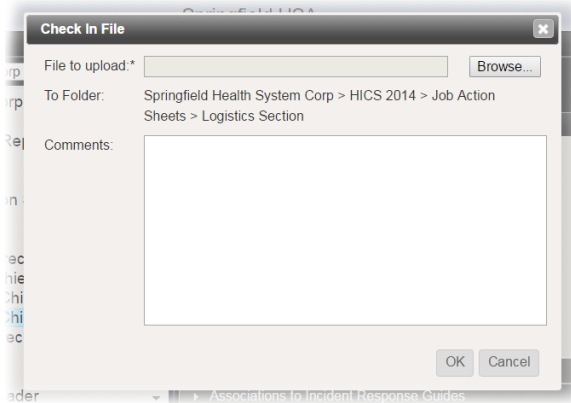 Check In File
File to upload:*
Browse...
To Folder:
Springfield Health System Corp > HICS 2014 > Job Action
Sheets > Logistics Section
Comments:
OK
Cancel
Associations to Incident Response Guides